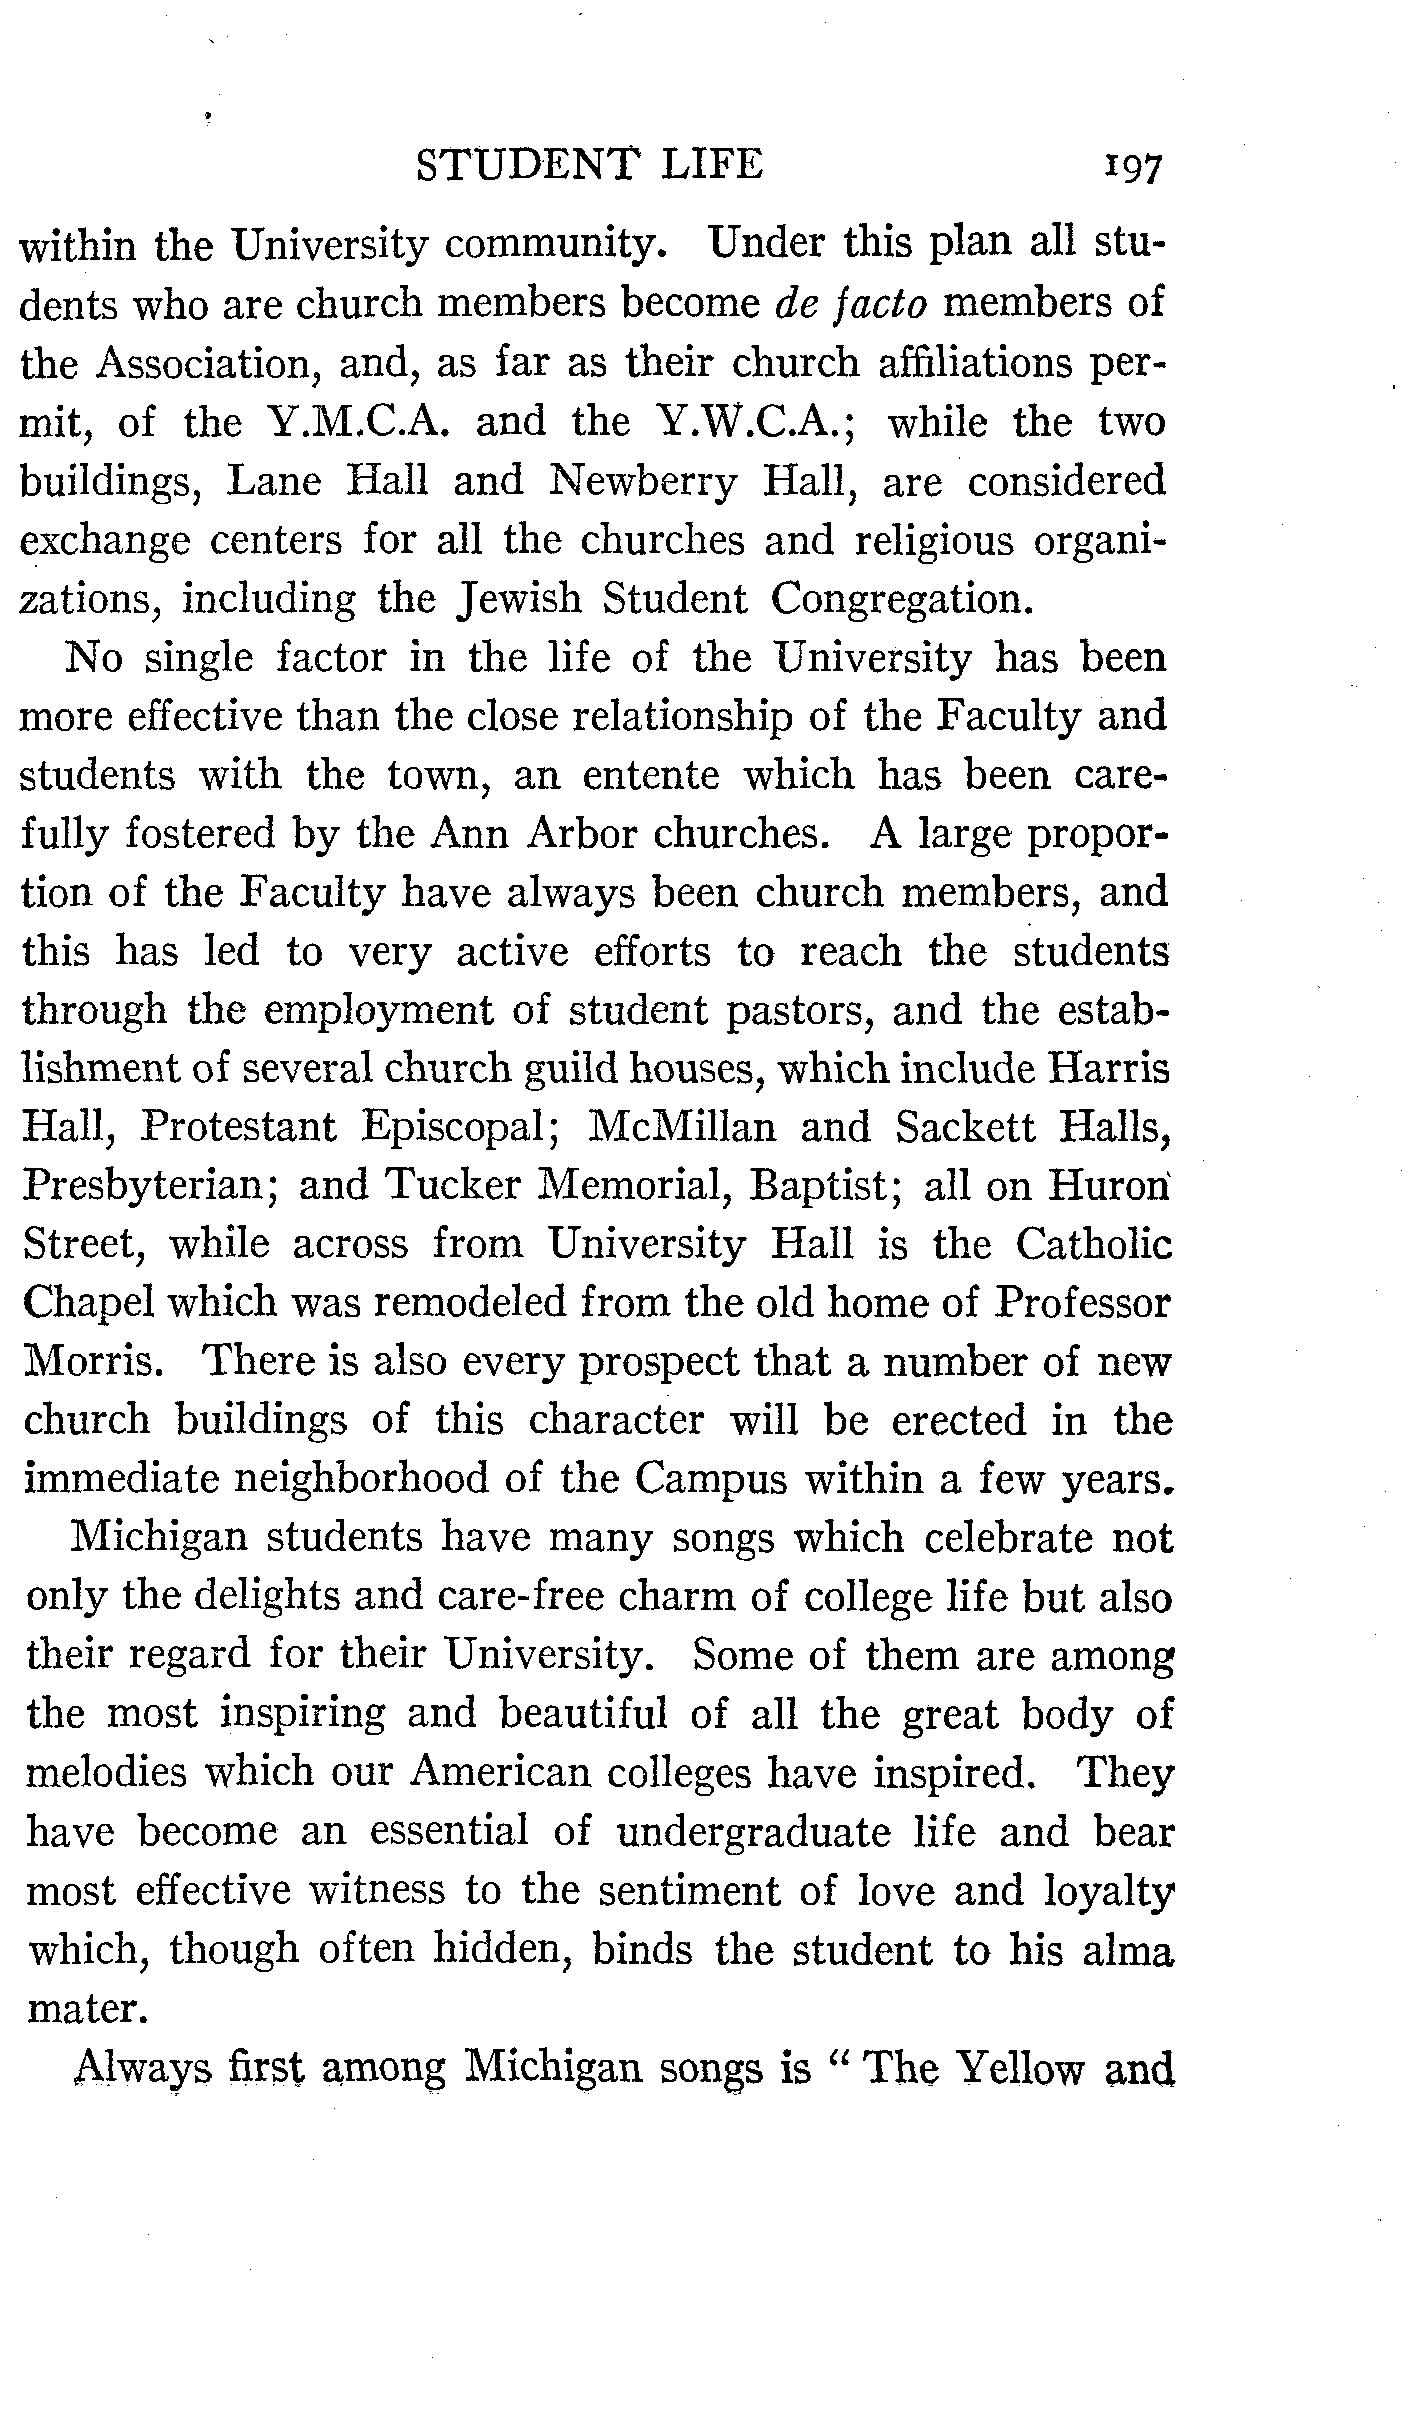 STUDENT LIFE 197
within the University community. Under this plan all stu-
dents who are church members become de facto members of
the Association, and, as far as their church affiliations per-
mit, of the Y.M.C.A. and the Y.W.C.A.; while the two
buildings, Lane Hall and Newberry Hall, are considered
exchange centers for all the churches and religious organi-
zations, including the Jewish Student Congregation.
No single factor in the life of the University has been
more effective than the close relationship of the Faculty and
students with the town, an entente which has been care-
fully fostered by the Ann Arbor churches. A large propor-
tion of the Faculty have always been church members, and
this has led to very active efforts to reach the students
through the employment of student pastors, and the estab-
lishment of several church guild houses, which include Harris
Hall, Protestant Episcopal; McMillan and Sackett Halls,
Presbyterian; and Tucker Memorial, Baptist; all on Huron
Street, while across from University Hall is the Catholic
Chapel which was remodeled from the old home of Professor
Morris. There is also every prospect that a number of new
church buildings of this character will be erected in the
immediate neighborhood of the Campus within a few years.
Michigan students have many songs which celebrate not
only the delights and care-free charm of college life but also
their regard for their University. Some of them are among
the most inspiring and beautiful of all the great body of
melodies which our American colleges have inspired. They
have become an essential of undergraduate life and bear
most effective witness to the sentiment of love and loyalty
which, though often hidden, binds the student to his alma
mater.
Always first among Michigan songs is " The Yellow and